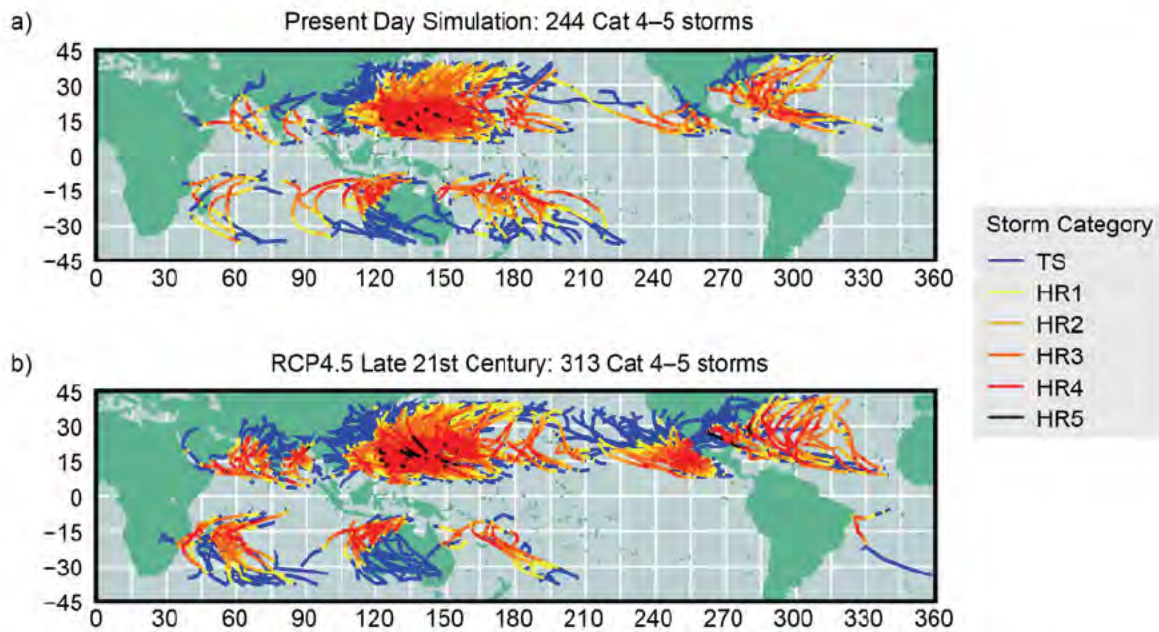 a)
Present Day Simulation: 244 Cat 4–5 storms
45
30
15
0
−15
−30
−45
0 30 60 90 120 150 180 210 240 270 300 330 360
b)
RCP4.5 Late 21st Century: 313 Cat 4–5 storms
45
30
15
0
−15
−30
−45
0 30 60 90 120 150 180 210 240 270 300 330 360
Storm Category
TS
HR1
HR2
HR3
HR4
HR5